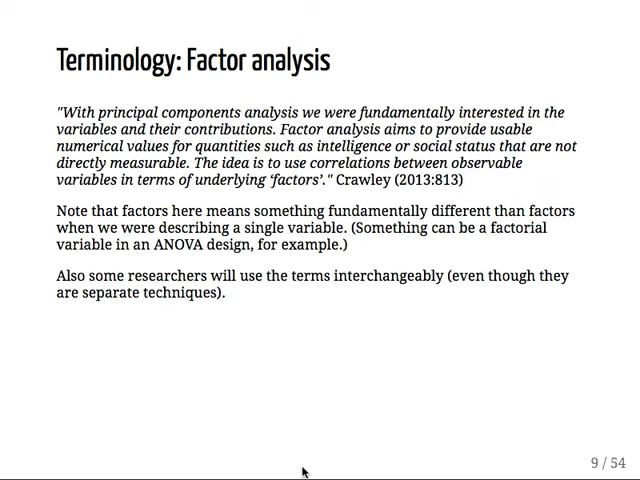 Terminology: Factor analysis
"With principal components analysis we were fundamentally interested in the
variables and their contributions. Factor analysis aims to provide usable
numerical values for quantities such as intelligence or social status that are not
directly measurable. The idea is to use correlations between observable
variables in terms of underlying ‘factors’." Crawley (2013:813)
Note that factors here means something fundamentally different than factors
when we were describing a single variable. (Something can be a factorial
variable in an ANOVA design, for example.)
Also some researchers will use the terms interchangeably (even though they
are separate techniques).
9 / 54